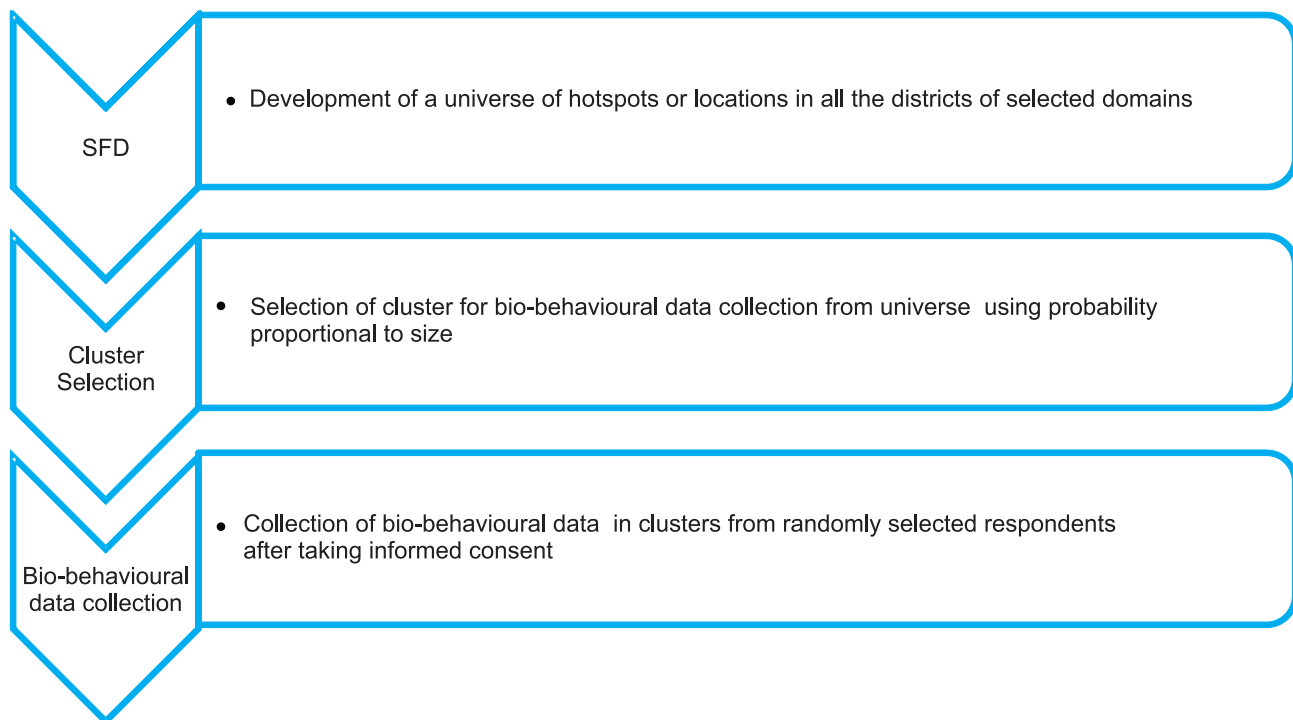 SFD
• Development of a universe of hotspots or locations in all the districts of selected domains
Cluster
Selection
• Selection of cluster for bio-behavioural data collection from universe using probability
proportional to size
Bio-behavioural
data collection
• Collection of bio-behavioural data in clusters from randomly selected respondents
after taking informed consent